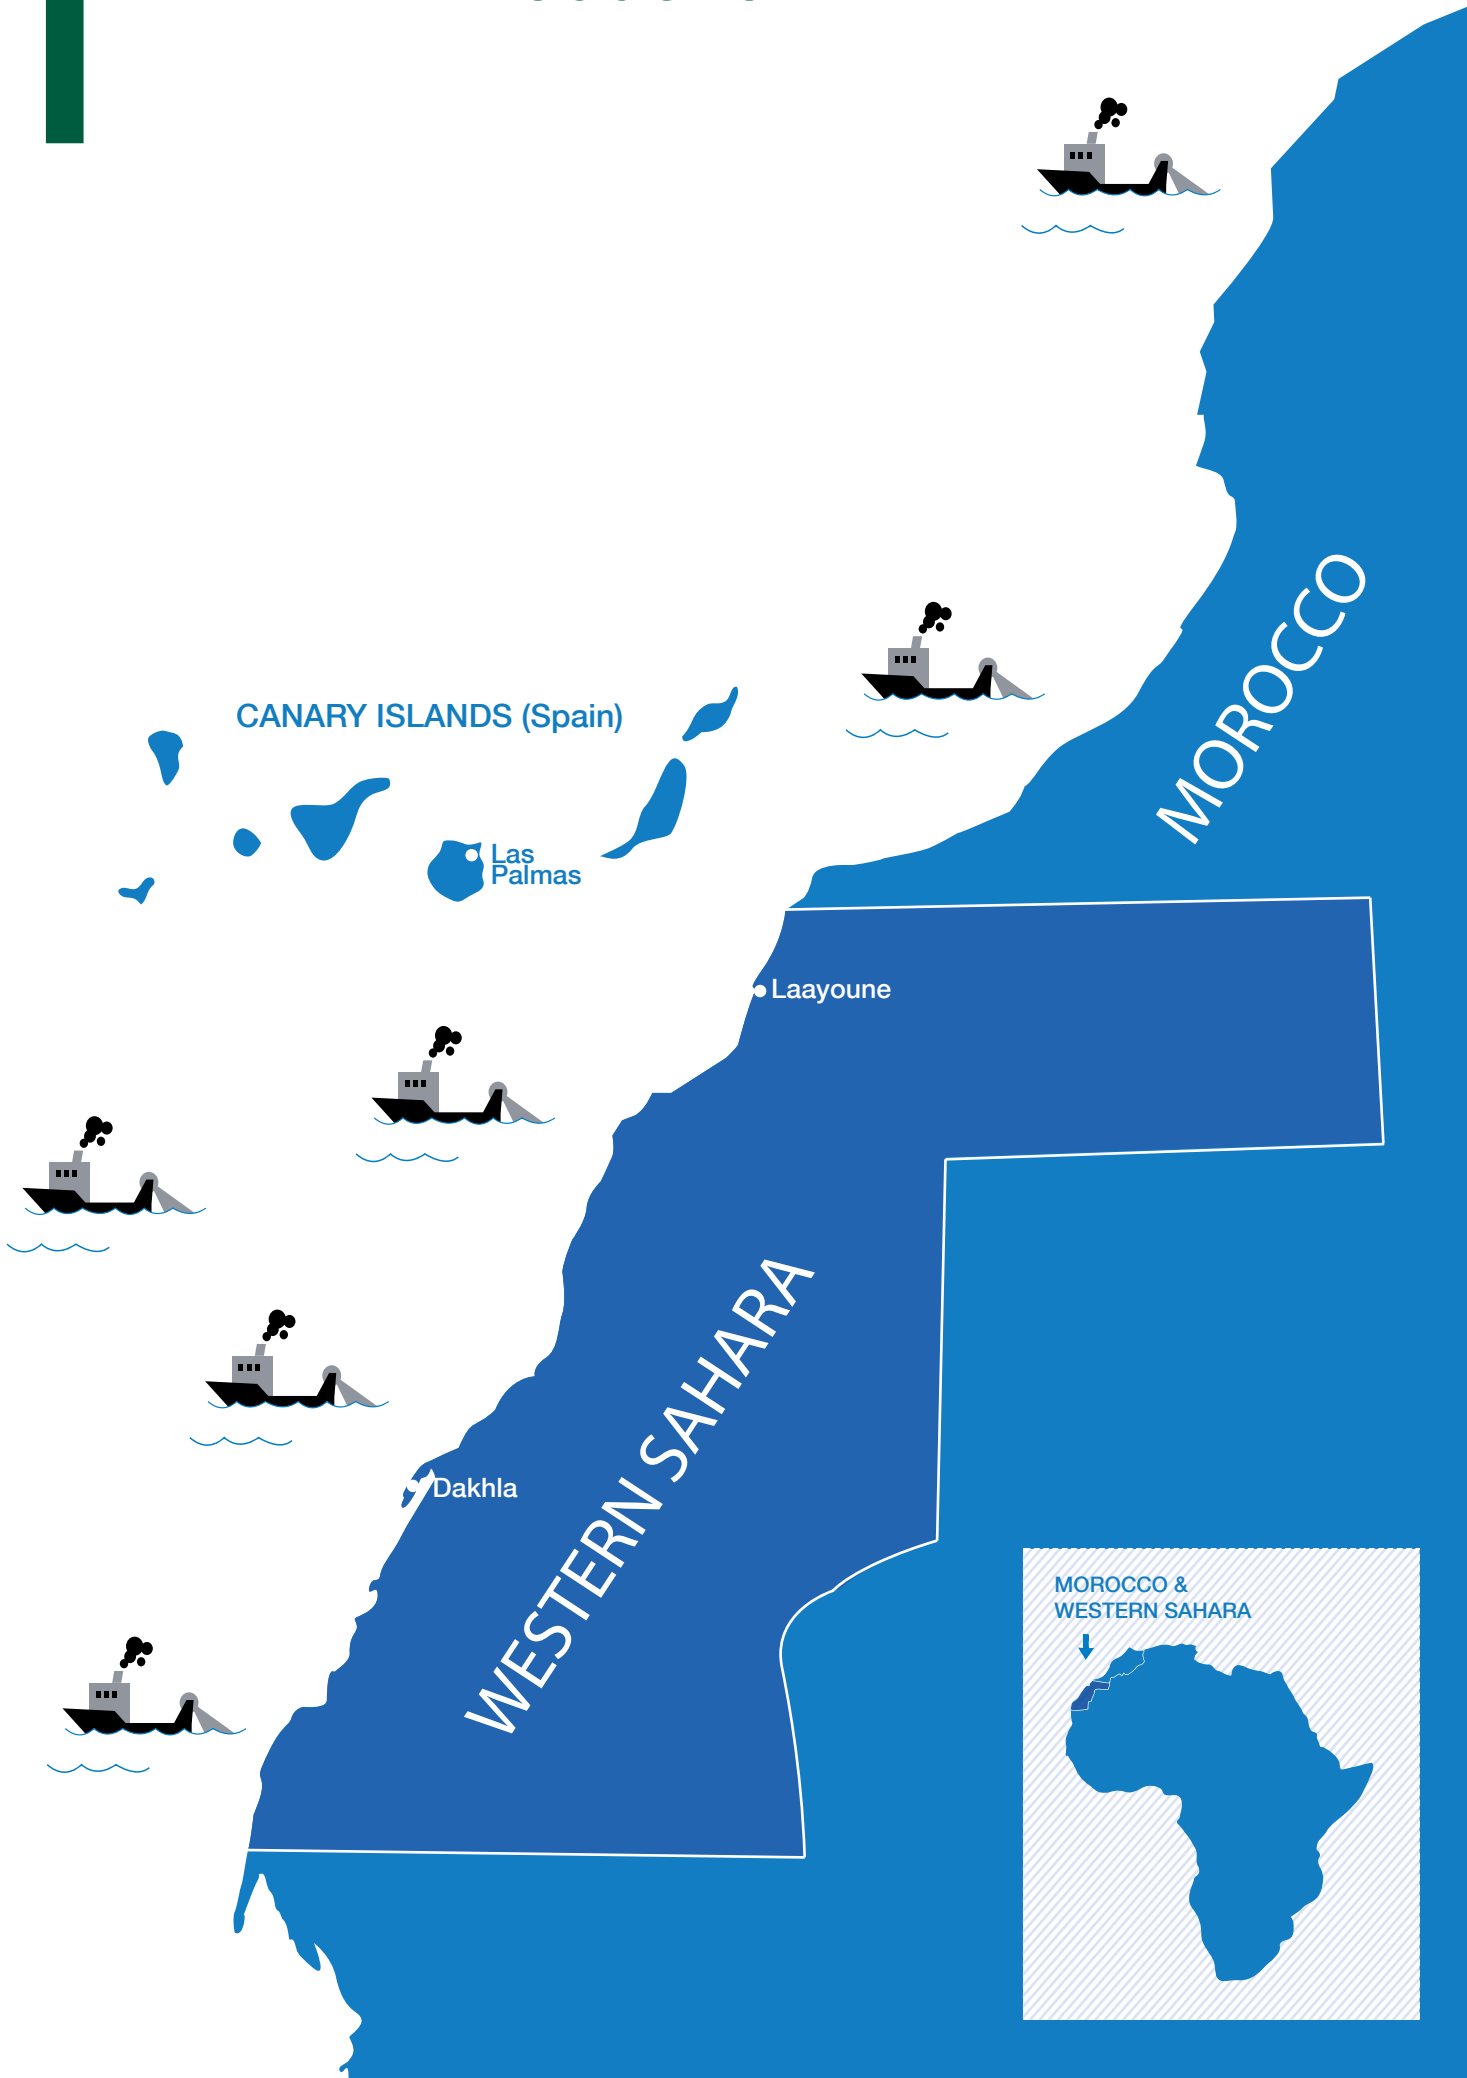 MOROCCO
CANARY ISLANDS (Spain)
Las
Palmas
Laayoune
WESTERN SAHARA
Dakhla
MOROCCO &
WESTERN SAHARA